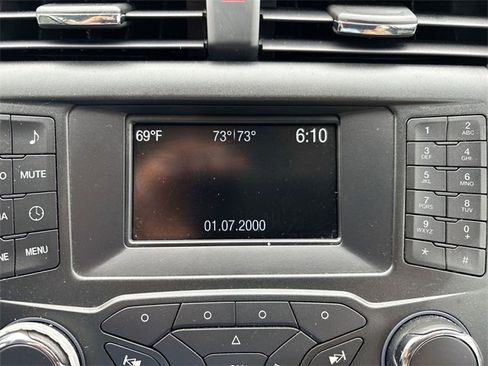 69°F 73°|73° 6:10
01.07.2000
MUTE
MENU
1
2 ABC
3 DEF
4 GHI
5 JKL
6 MNO
7 PQRS
8 TUV
9 WXYZ
0 +
*
#